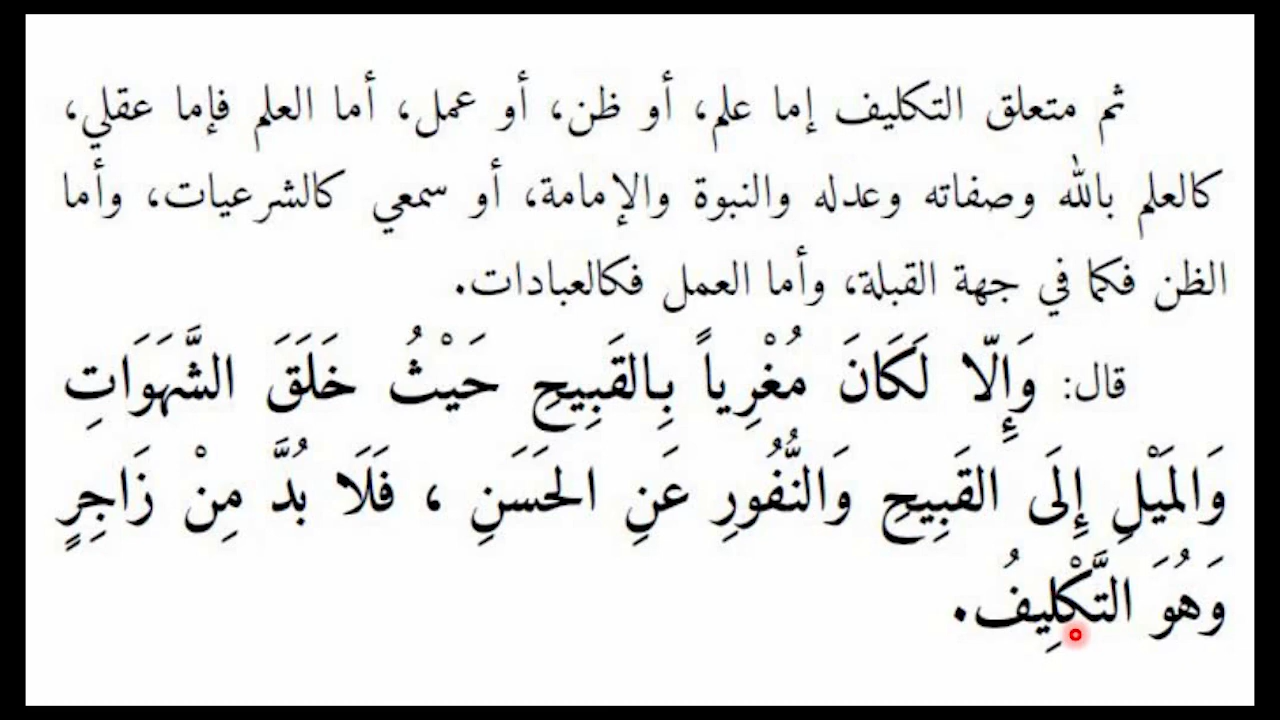 ثم متعلق التكليف إما علم، أو ظن، أو عمل، أما العلم فإما عقلي،
كالعلم بالله وصفاته وعدله والنبوة والإمامة، أو سمعي كالشرعيات، وأما
الظن فكما في جهة القبلة، وأما العمل فكالعبادات.
قال: وَإِلّا لَكَانَ مُغْرِياً بِالقَبِيحِ حَيْثُ خَلَقَ الشَّهَوَاتِ
وَالمَيْلِ إِلَى القَبِيحِ وَالنُّفُورِ عَنِ الحَسَنِ ، فَلَا بُدَّ مِنْ زَاجِرٍ
وَهُوَ التَّكْلِيفُ.